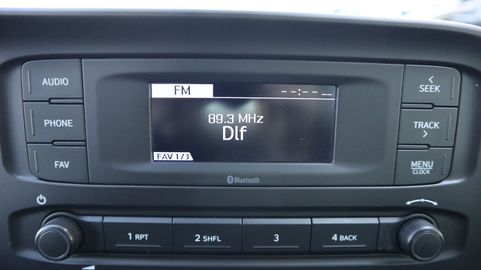 AUDIO
PHONE
FAV
FM
--:-- --
89.3 MHz
Dlf
FAV 1/3
SEEK
TRACK
MENU
CLOCK
Bluetooth
1 RPT
2 SHFL
3
4 BACK